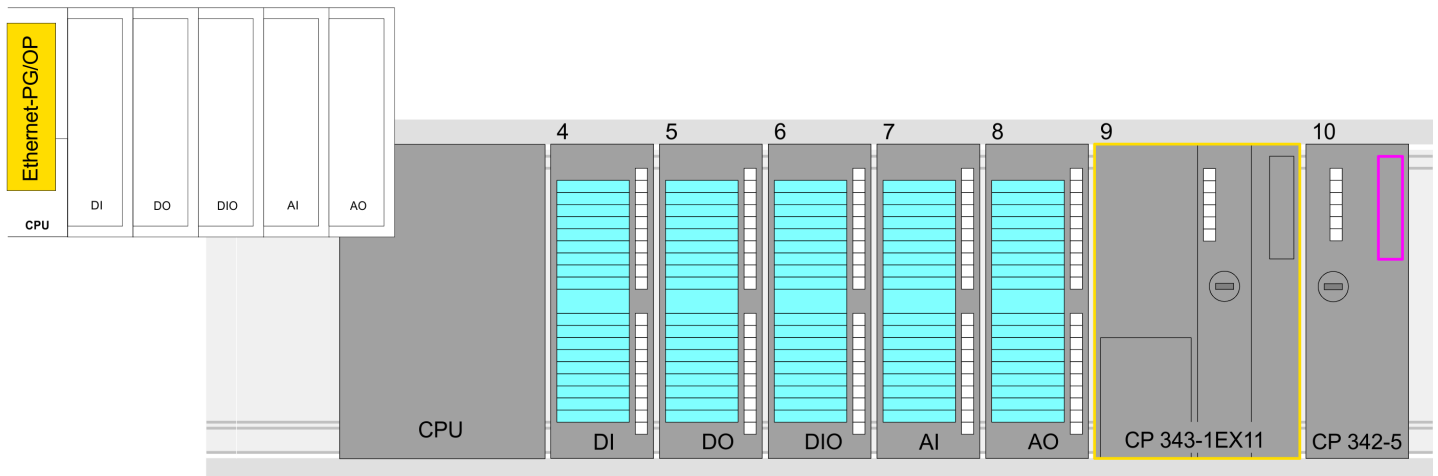 Ethernet-PG/OP
CPU
DI
DO
DIO
AI
AO
4
5
6
7
8
9
10
CPU
DI
DO
DIO
AI
AO
CP 343-1EX11
CP 342-5